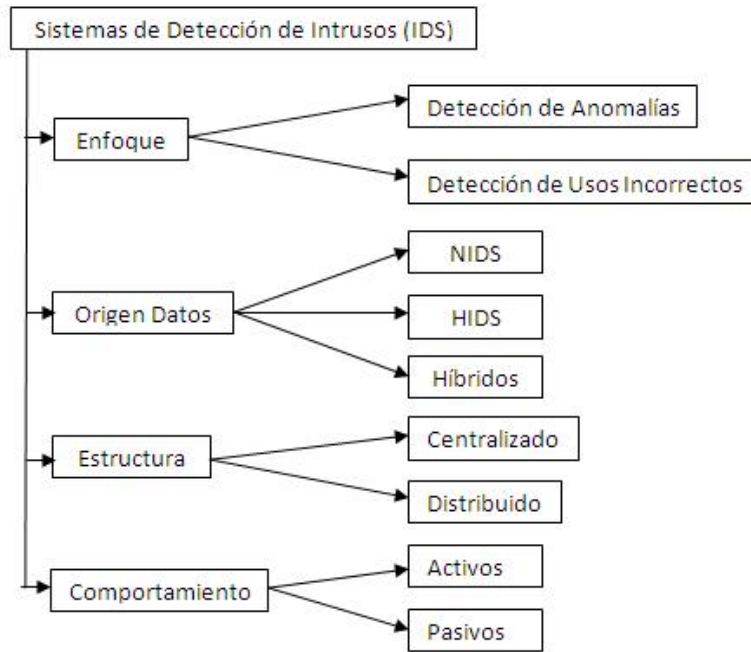 Sistemas de Detección de Intrusos (IDS)
Enfoque
Detección de Anomalías
Detección de Usos Incorrectos
Origen Datos
NIDS
HIDS
Híbridos
Estructura
Centralizado
Distribuido
Comportamiento
Activos
Pasivos